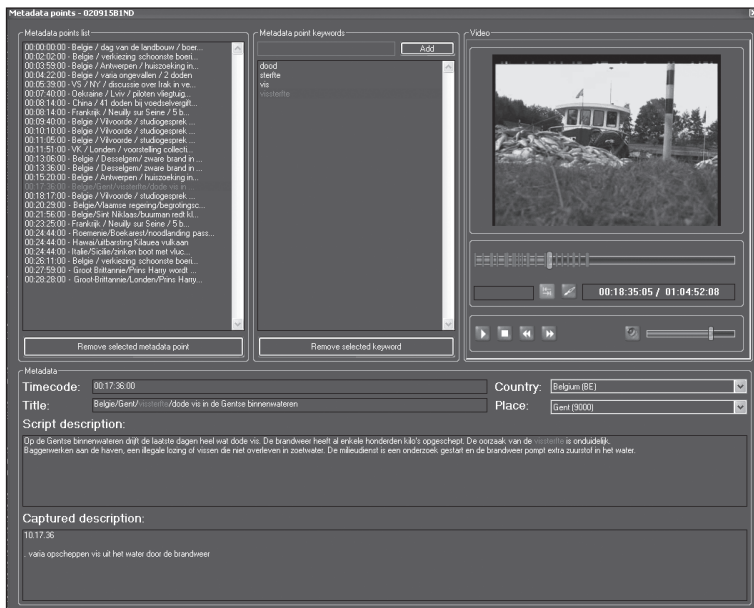 Metadata points - 020915B1ND
Metadata points list
00:00:00:00 - Belgie / dag van de landbouw / boer...
00:02:02:00 - Belgie / verkiezing schoonste boeri...
00:03:59:00 - Belgie / Antwerpen / huiszoeking in...
00:04:22:00 - Belgie / varia ongevallen / 2 doden
00:05:39:00 - VS / NY / discussie over Irak in ve...
00:07:40:00 - Oekraine / Lviv / piloten vliegtuig...
00:08:14:00 - China / 41 doden bij voedselvergift...
00:08:14:00 - Frankrijk / Neuilly sur Seine / 5 b...
00:09:40:00 - Belgie / Vilvoorde / studiogesprek ...
00:10:10:00 - Belgie / Vilvoorde / studiogesprek ...
00:11:05:00 - Belgie / Vilvoorde / studiogesprek ...
00:11:51:00 - VK / Londen / voorstelling collecti...
00:13:06:00 - Belgie / Desselgem/ zware brand in ...
00:13:36:00 - Belgie / Desselgem/ zware brand in ...
00:15:20:00 - Belgie / Antwerpen / huiszoeking in...
00:17:36:00 - Belgie/Gent/vissterfte/dode vis in ...
00:18:17:00 - Belgie / Vilvoorde / studiogesprek ...
00:20:29:00 - Belgie/Vlaamse regering/begrotingsc...
00:21:56:00 - Belgie/Sint Niklaas/buurman redt kl...
00:23:25:00 - Frankrijk / Neuilly sur Seine / 5 b...
00:24:44:00 - Roemenie/Boekarest/noodlanding pass...
00:24:44:00 - Hawai/uitbarsting Kilauea vulkaan
00:24:44:00 - Italie/Sicilie/zinken boot met vluc...
00:26:11:00 - Belgie / verkiezing schoonste boeri...
00:27:59:00 - Groot Brittannie/Prins Harry wordt ...
00:28:28:00 - Groot-Brittannie/Londen/Prins Harry...
Remove selected metadata point
Metadata point keywords
Add
dood
sterfte
vis
vissterfte
Remove selected keyword
Video
00:18:35:05 / 01:04:52:08
Metadata
Timecode: 00:17:36:00
Country: Belgium (BE)
Title: Belgie/Gent/vissterfte/dode vis in de Gentse binnenwateren
Place: Gent (9000)
Script description:
Op de Gentse binnenwateren drijft de laatste dagen heel wat dode vis. De brandweer heeft al enkele honderden kilo's opgeschept. De oorzaak van de vissterfte is onduidelijk.
Baggerwerken aan de haven, een illegale lozing of vissen die niet overleven in zoetwater. De milieudienst is een onderzoek gestart en de brandweer pompt extra zuurstof in het water.
Captured description:
10.17.36
.. varia opscheppen vis uit het water door de brandweer